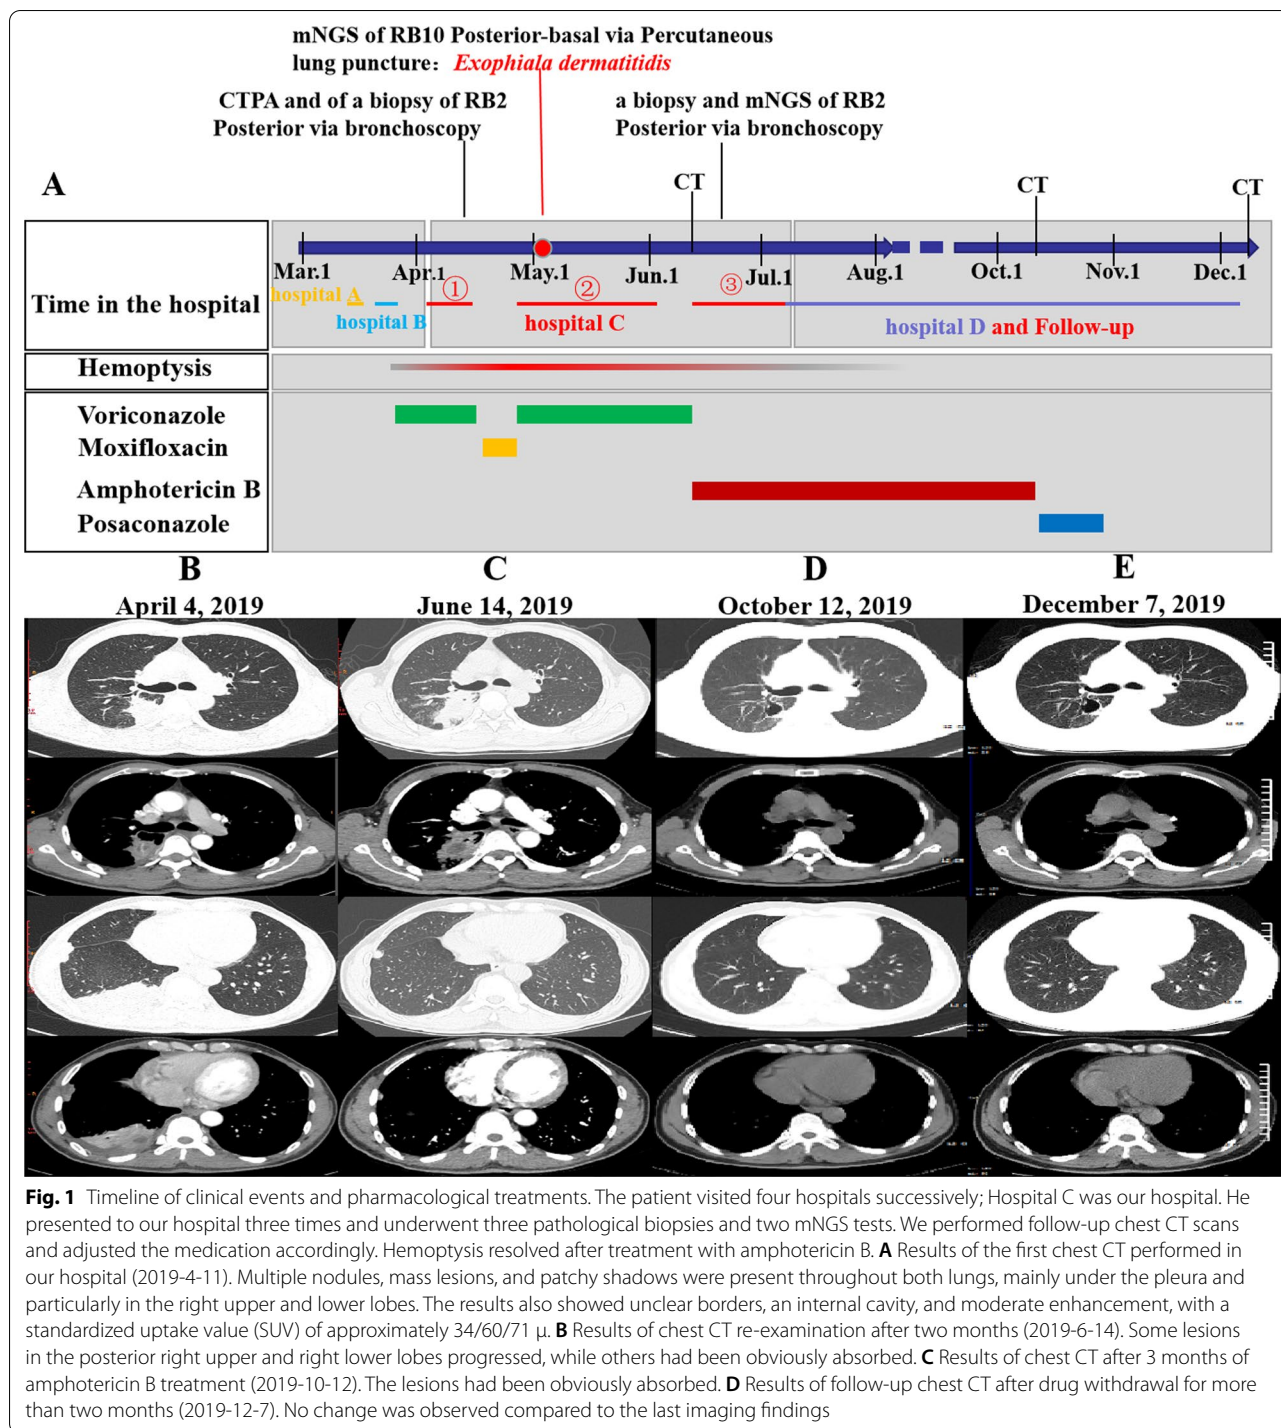 mNGS of RB10 Posterior-basal via Percutaneous
lung puncture: Exophiala dermatitidis
CTPA and of a biopsy of RB2
Posterior via bronchoscopy
a biopsy and mNGS of RB2
Posterior via bronchoscopy
A
CT
CT
CT
Mar.1
Apr.1
May.1
Jun.1
Jul.1
Aug.1
Oct.1
Nov.1
Dec.1
Time in the hospital
hospital A
hospital B
①
②
③
hospital C
hospital D and Follow-up
Hemoptysis
Voriconazole
Moxifloxacin
Amphotericin B
Posaconazole
B
C
D
E
April 4, 2019
June 14, 2019
October 12, 2019
December 7, 2019
Fig. 1 Timeline of clinical events and pharmacological treatments. The patient visited four hospitals successively; Hospital C was our hospital. He
presented to our hospital three times and underwent three pathological biopsies and two mNGS tests. We performed follow-up chest CT scans
and adjusted the medication accordingly. Hemoptysis resolved after treatment with amphotericin B. A Results of the first chest CT performed in
our hospital (2019-4-11). Multiple nodules, mass lesions, and patchy shadows were present throughout both lungs, mainly under the pleura and
particularly in the right upper and lower lobes. The results also showed unclear borders, an internal cavity, and moderate enhancement, with a
standardized uptake value (SUV) of approximately 34/60/71 μ. B Results of chest CT re-examination after two months (2019-6-14). Some lesions
in the posterior right upper and right lower lobes progressed, while others had been obviously absorbed. C Results of chest CT after 3 months of
amphotericin B treatment (2019-10-12). The lesions had been obviously absorbed. D Results of follow-up chest CT after drug withdrawal for more
than two months (2019-12-7). No change was observed compared to the last imaging findings